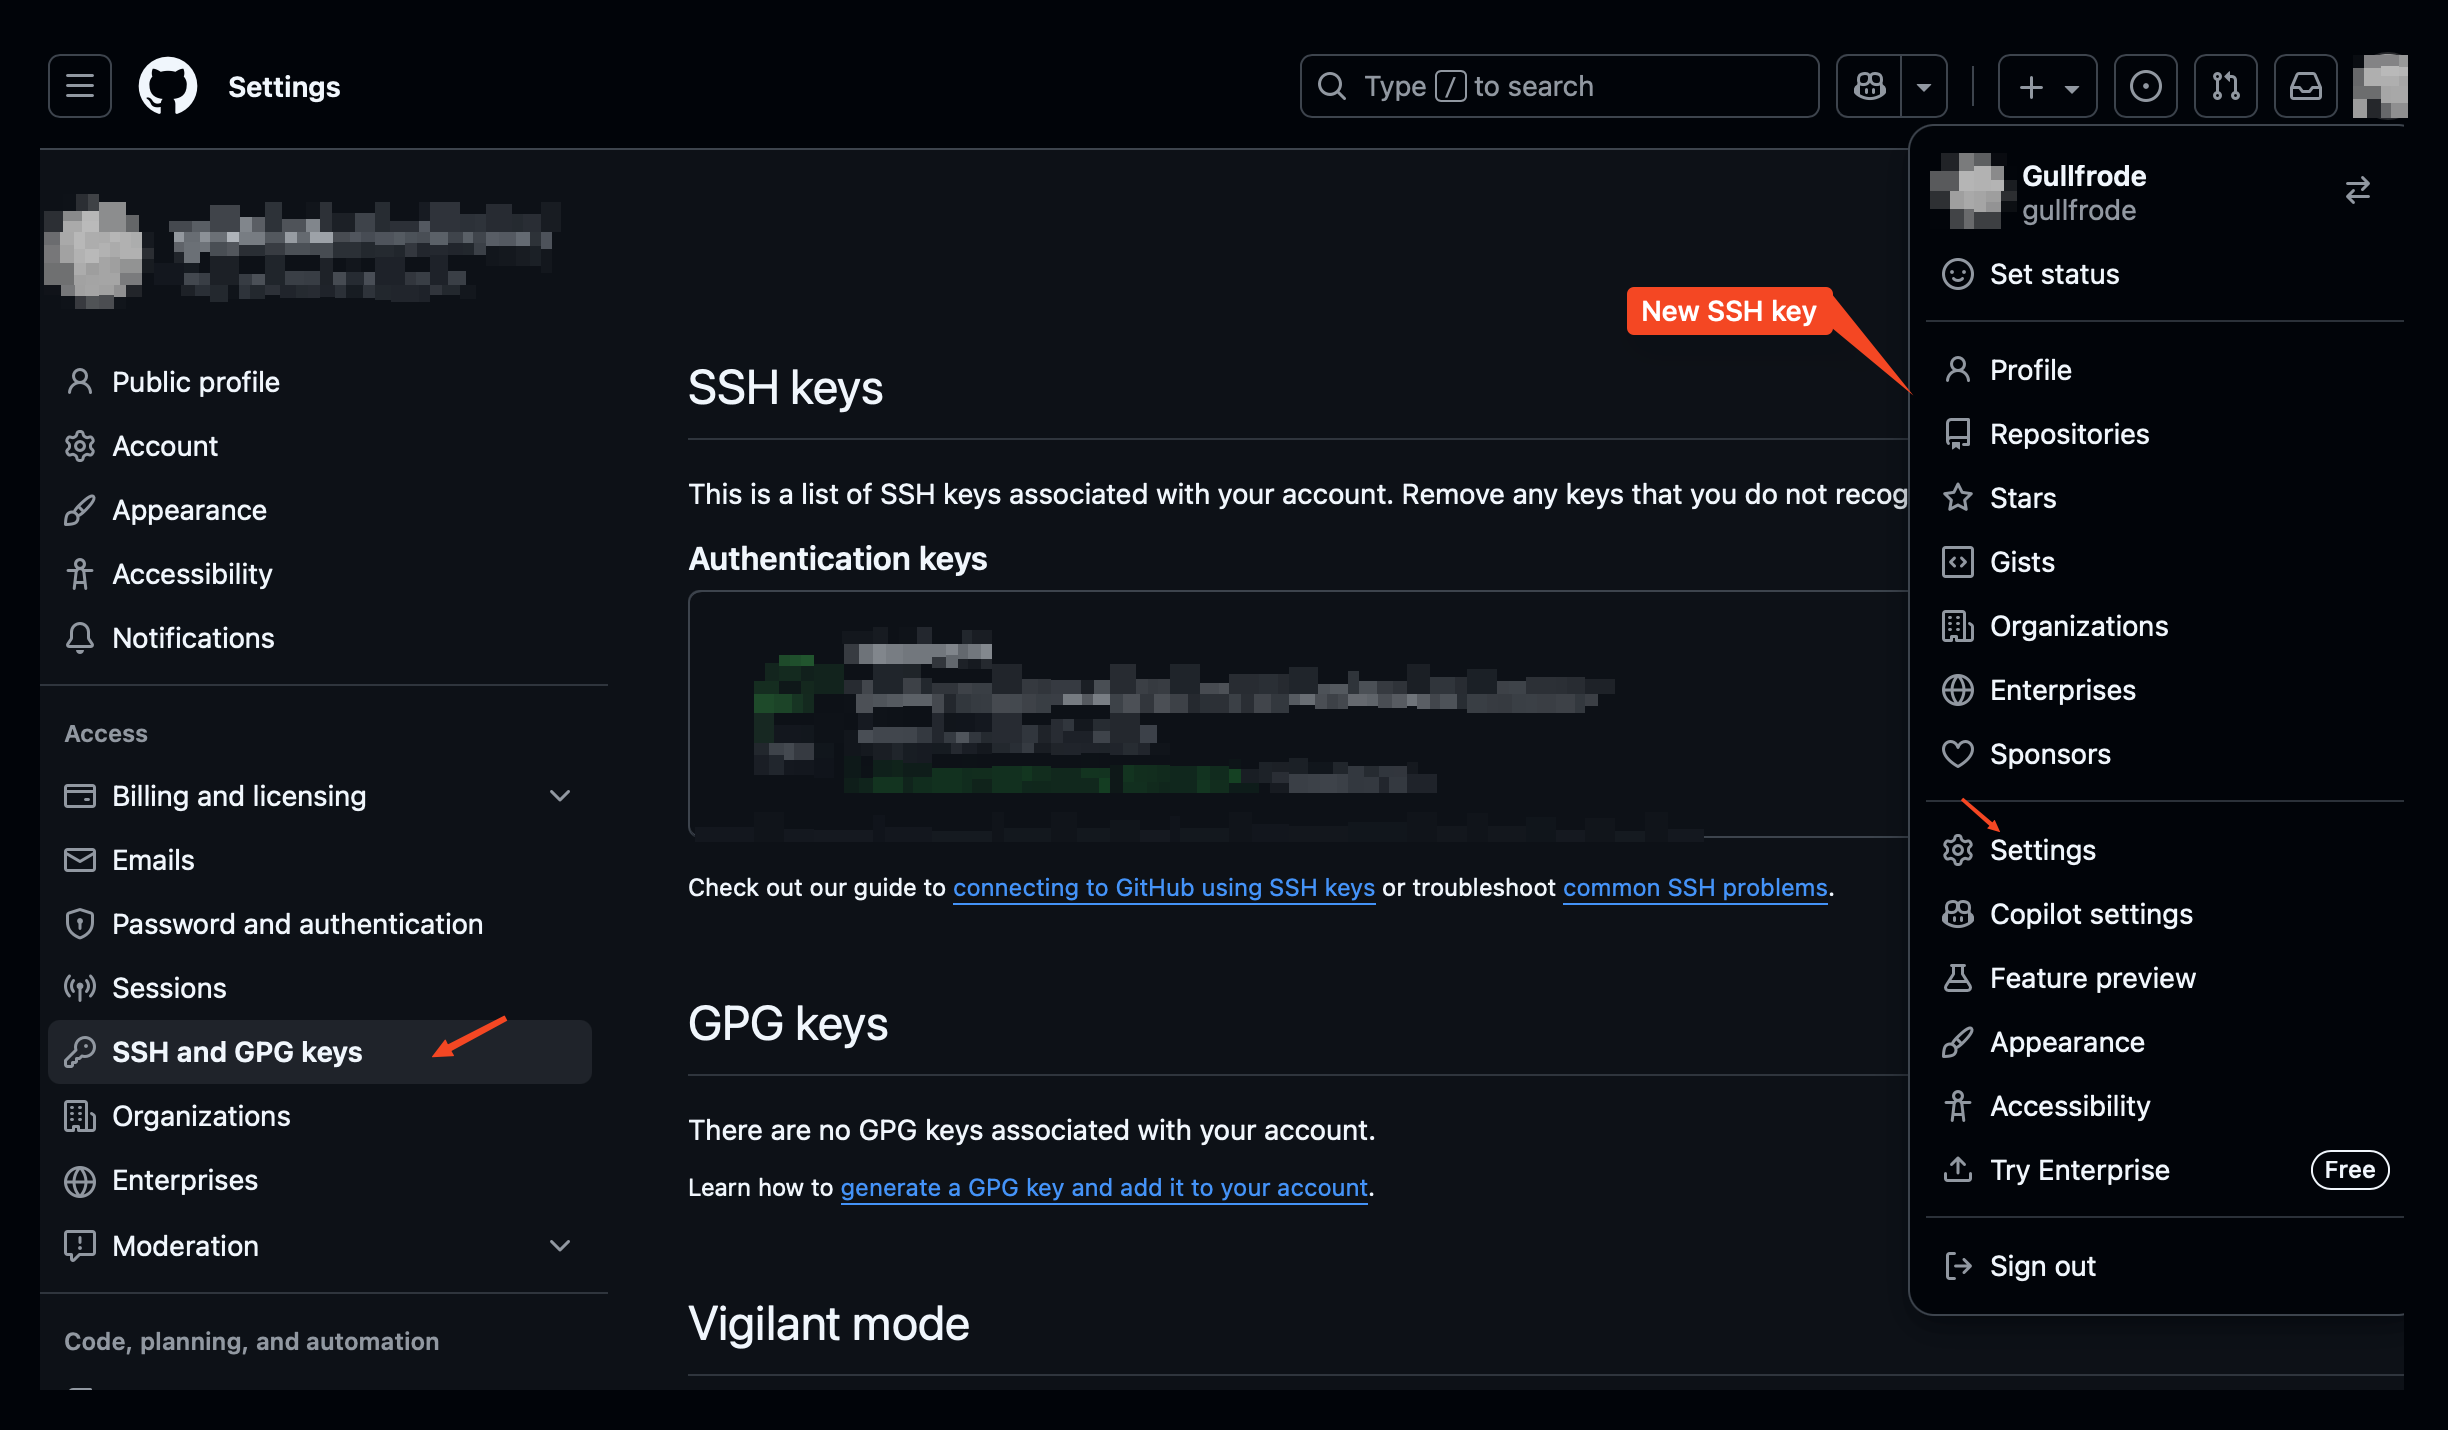 Settings
Type / to search
Gullfrode
gullfrode
Set status
Profile
Repositories
Stars
Gists
Organizations
Enterprises
Sponsors
Settings
Copilot settings
Feature preview
Appearance
Accessibility
Try Enterprise
Free
Sign out
Public profile
Account
Appearance
Accessibility
Notifications
Access
Billing and licensing
Emails
Password and authentication
Sessions
SSH and GPG keys
Organizations
Enterprises
Moderation
Code, planning, and automation
New SSH key
SSH keys
This is a list of SSH keys associated with your account. Remove any keys that you do not recog
Authentication keys
Check out our guide to connecting to GitHub using SSH keys or troubleshoot common SSH problems.
GPG keys
There are no GPG keys associated with your account.
Learn how to generate a GPG key and add it to your account.
Vigilant mode